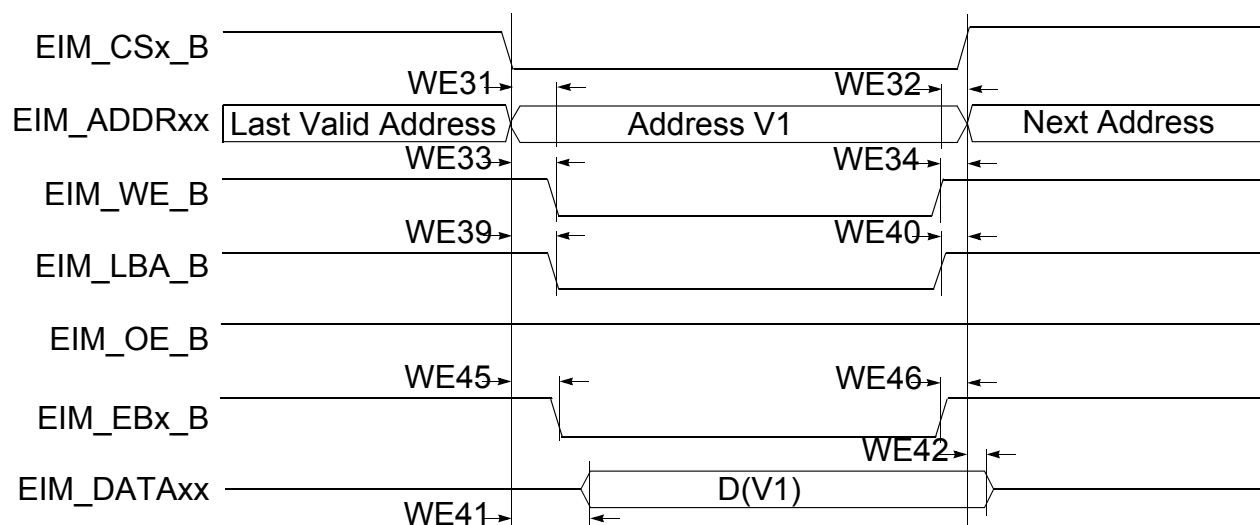 EIM_CSx_B
WE31 WE32
EIM_ADDRxx Last Valid Address Address V1 Next Address
WE33 WE34
EIM_WE_B
WE39 WE40
EIM_LBA_B
EIM_OE_B
WE45 WE46
EIM_EBx_B
WE42
EIM_DATAxx D(V1)
WE41